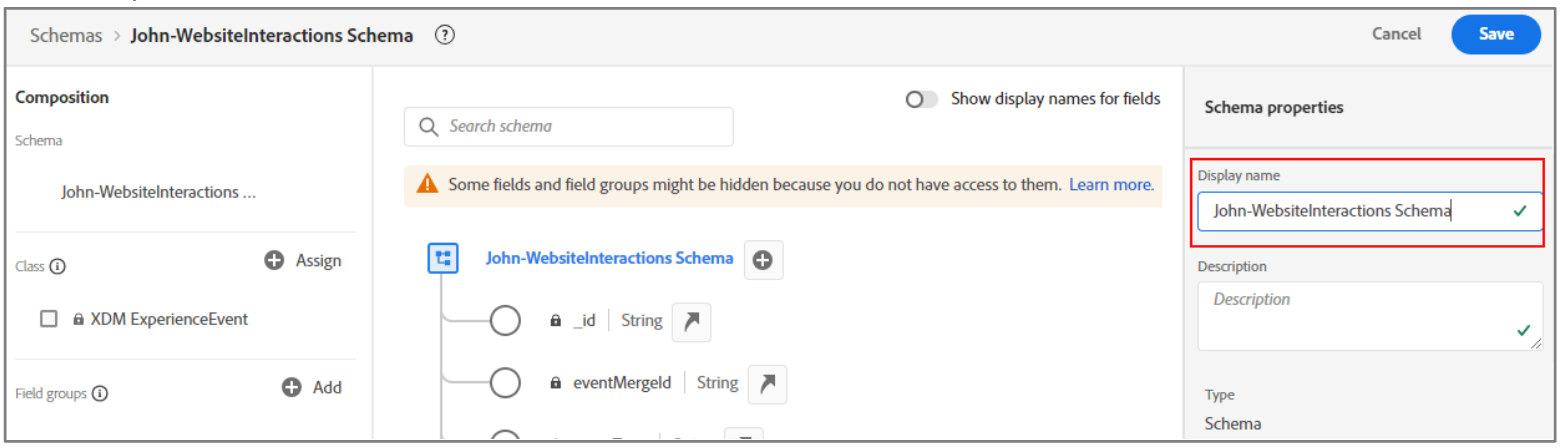 Schemas > John-WebsiteInteractions Schema
Cancel
Save
Composition
Schema
John-WebsiteInteractions ...
Class
Assign
XDM ExperienceEvent
Field groups
Add
Show display names for fields
Search schema
Some fields and field groups might be hidden because you do not have access to them. Learn more.
John-WebsiteInteractions Schema
_id | String
eventMergeId | String
Schema properties
Display name
John-WebsiteInteractions Schema
Description
Description
Type
Schema